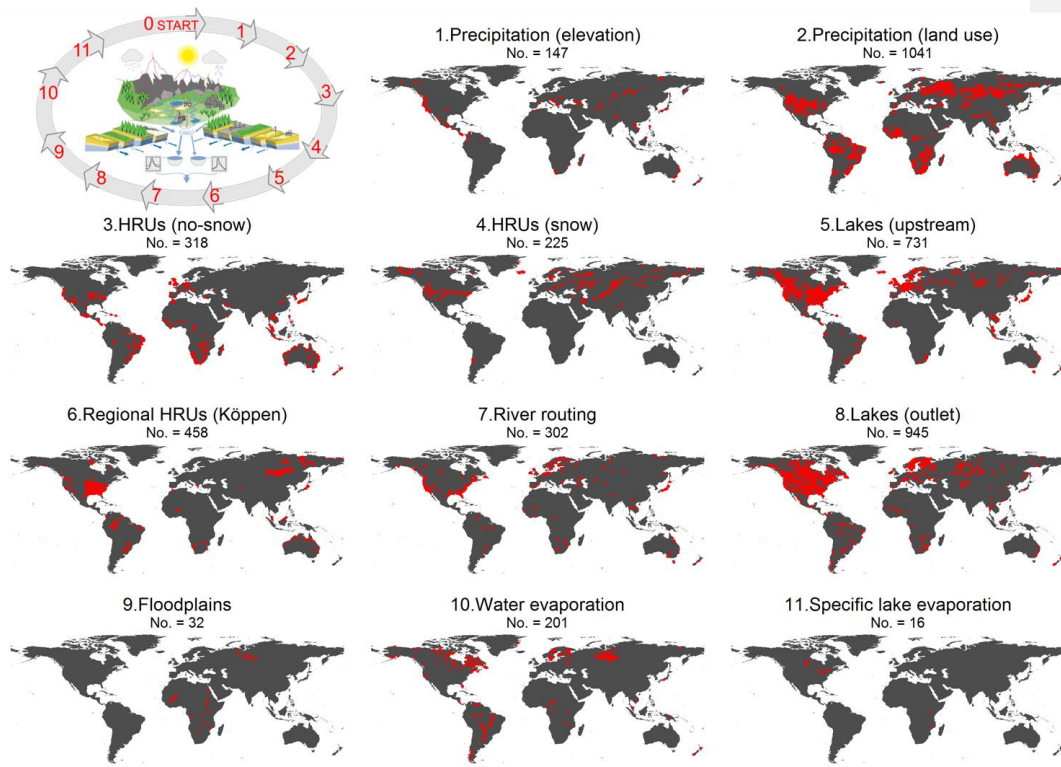 0 START
1
2
3
4
5
6
7
8
9
10
11
1.Precipitation (elevation)
No. = 147
2.Precipitation (land use)
No. = 1041
3.HRUs (no-snow)
No. = 318
4.HRUs (snow)
No. = 225
5.Lakes (upstream)
No. = 731
6.Regional HRUs (Köppen)
No. = 458
7.River routing
No. = 302
8.Lakes (outlet)
No. = 945
9.Floodplains
No. = 32
10.Water evaporation
No. = 201
11.Specific lake evaporation
No. = 16